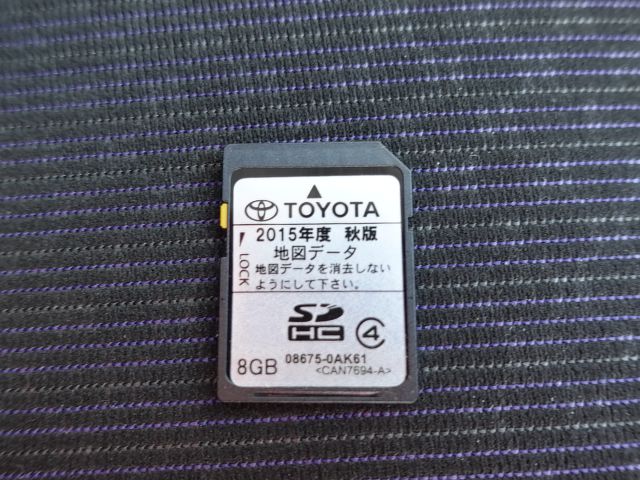 TOYOTA
2015年度 秋版
地図データ
地図データを消去しない
ようにして下さい。
LOCK
SD
HC
4
8GB
08675-0AK61
<CAN7694-A>